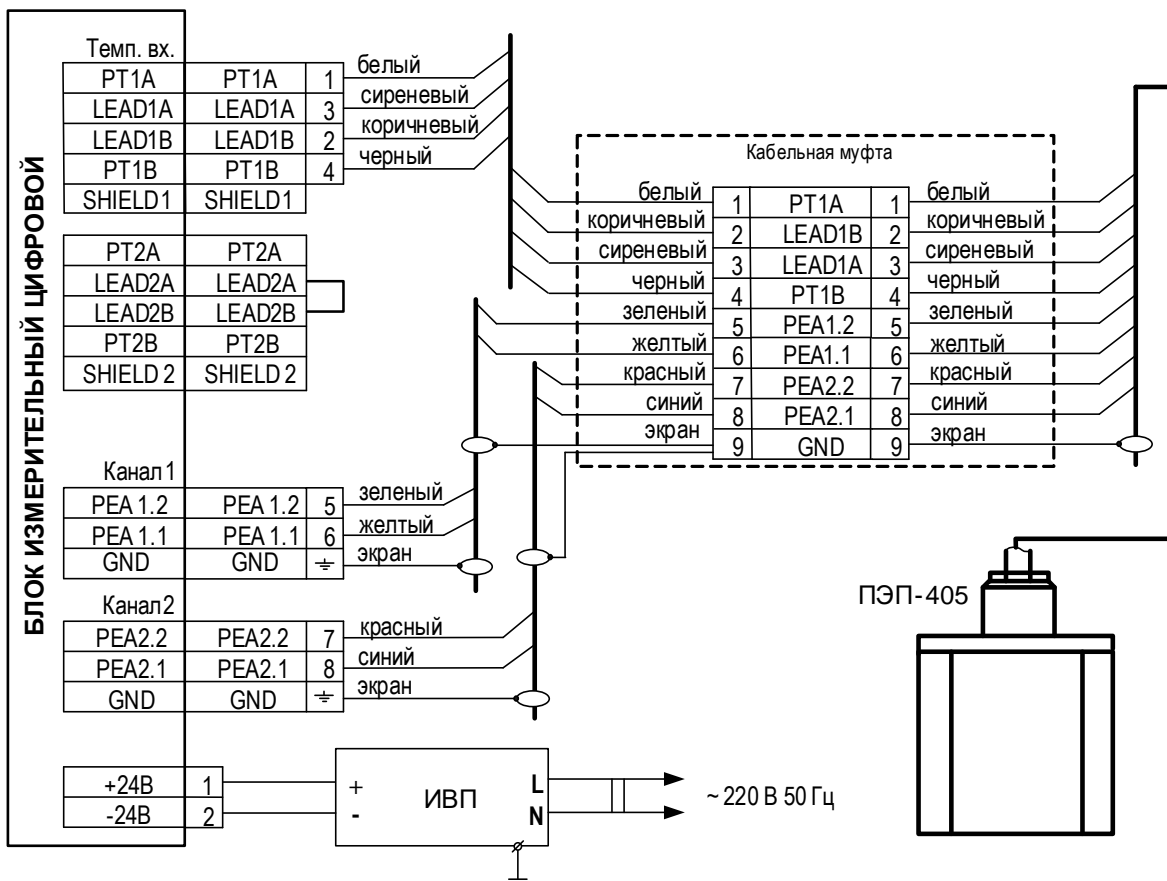 БЛОК ИЗМЕРИТЕЛЬНЫЙ ЦИФРОВОЙ
Темп. вх.
PT1A PT1A 1 белый
LEAD1A LEAD1A 3 сиреневый
LEAD1B LEAD1B 2 коричневый
PT1B PT1B 4 черный
SHIELD1 SHIELD1
PT2A PT2A
LEAD2A LEAD2A
LEAD2B LEAD2B
PT2B PT2B
SHIELD 2 SHIELD 2
Канал 1
PEA 1.2 PEA 1.2 5 зеленый
PEA 1.1 PEA 1.1 6 желтый
GND GND экран
Канал 2
PEA2.2 PEA2.2 7 красный
PEA2.1 PEA2.1 8 синий
GND GND экран
+24В 1
-24В 2
+ L
ИВП
- N
~ 220 В 50 Гц
Кабельная муфта
белый 1 PT1A 1 белый
коричневый 2 LEAD1B 2 коричневый
сиреневый 3 LEAD1A 3 сиреневый
черный 4 PT1B 4 черный
зеленый 5 PEA1.2 5 зеленый
желтый 6 PEA1.1 6 желтый
красный 7 PEA2.2 7 красный
синий 8 PEA2.1 8 синий
экран 9 GND 9 экран
ПЭП-405